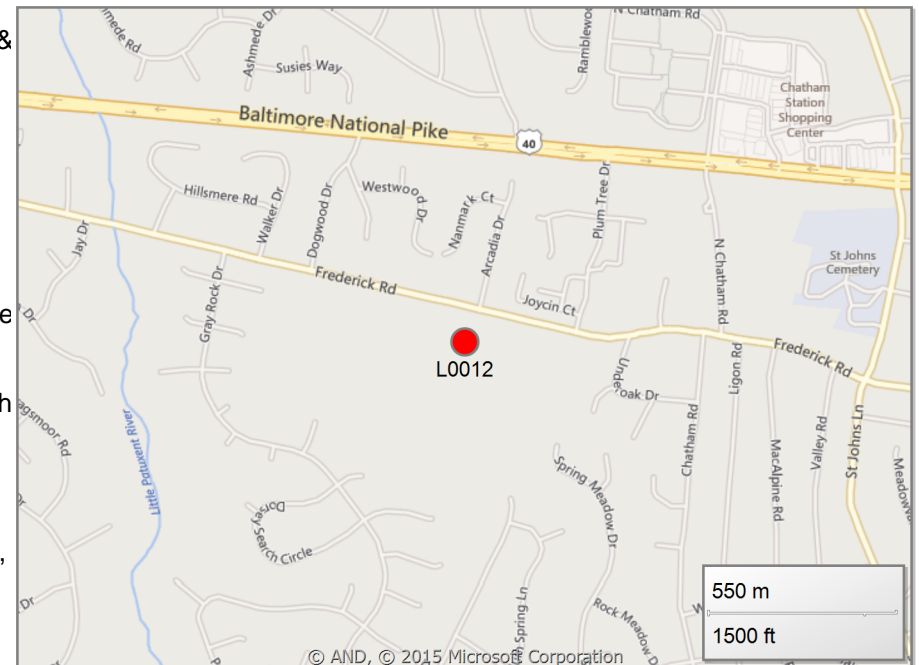 &
e
h
,
N Chatham Rd
Susies Way
Ashmede Dr
Chatham
Station
Shopping
Center
Baltimore National Pike
40
Hillsmere Rd
Walker Dr
Dogwood Dr
Westwood Dr
Nanmark Ct
Arcadia Dr
Plum Tree Dr
N Chatham Rd
St Johns
Cemetery
Jay Dr
Gray Rock Dr
Frederick Rd
Joycin Ct
Frederick Rd
Dr
L0012
Underoak Dr
Ligon Rd
Chatham Rd
MacAlpine Rd
Valley Rd
St Johns Ln
Little Patuxent River
Spring Meadow Dr
Dorsey Search Circle
Rock Meadow Dr
Spring Ln
Dr
550 m
1500 ft
© AND, © 2015 Microsoft Corporation